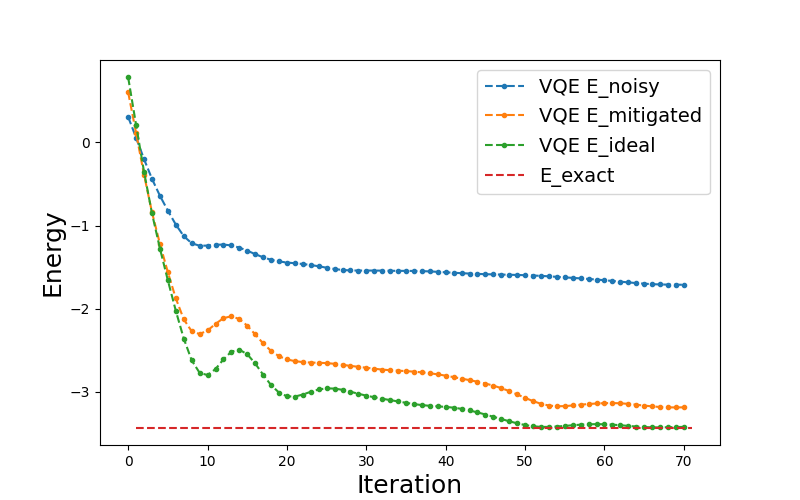 VQE E_noisy
VQE E_mitigated
VQE E_ideal
E_exact
Energy
0
−1
−2
−3
0 10 20 30 40 50 60 70
Iteration